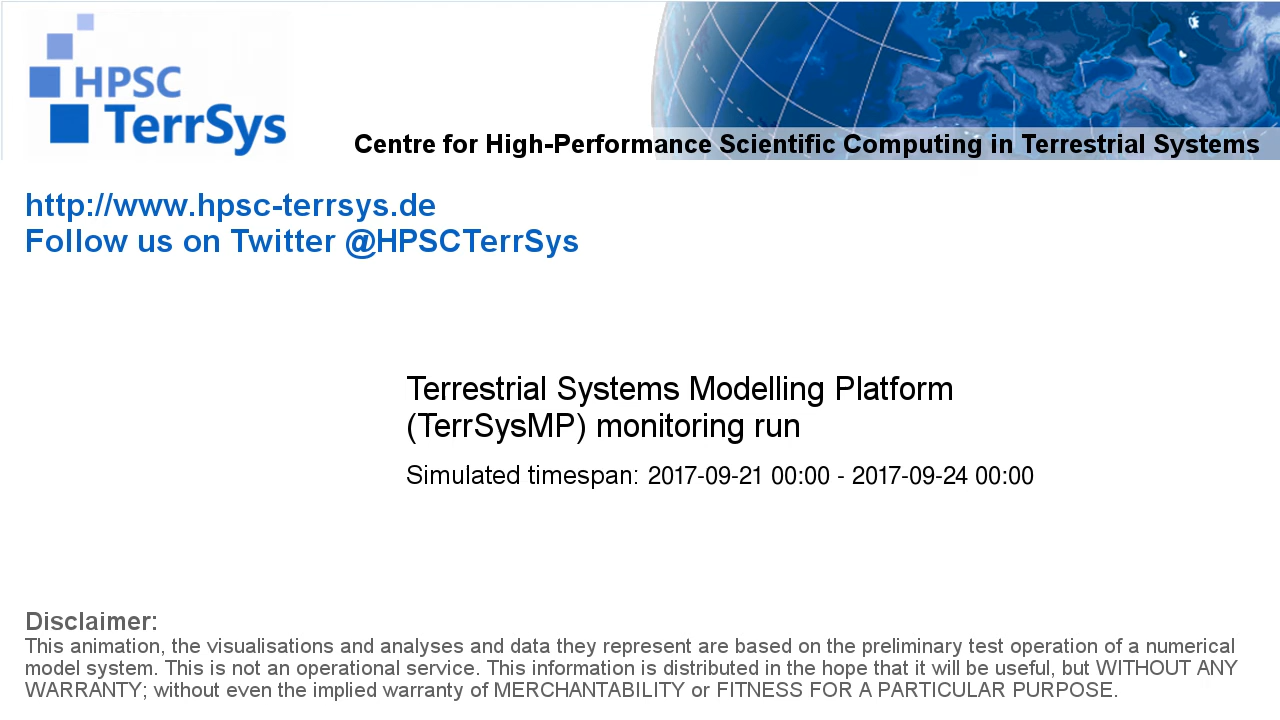 HPSC
TerrSys
Centre for High-Performance Scientific Computing in Terrestrial Systems
http://www.hpsc-terrsys.de
Follow us on Twitter @HPSCTerrSys
Terrestrial Systems Modelling Platform
(TerrSysMP) monitoring run
Simulated timespan: 2017-09-21 00:00 - 2017-09-24 00:00
Disclaimer:
This animation, the visualisations and analyses and data they represent are based on the preliminary test operation of a numerical
model system. This is not an operational service. This information is distributed in the hope that it will be useful, but WITHOUT ANY
WARRANTY; without even the implied warranty of MERCHANTABILITY or FITNESS FOR A PARTICULAR PURPOSE.